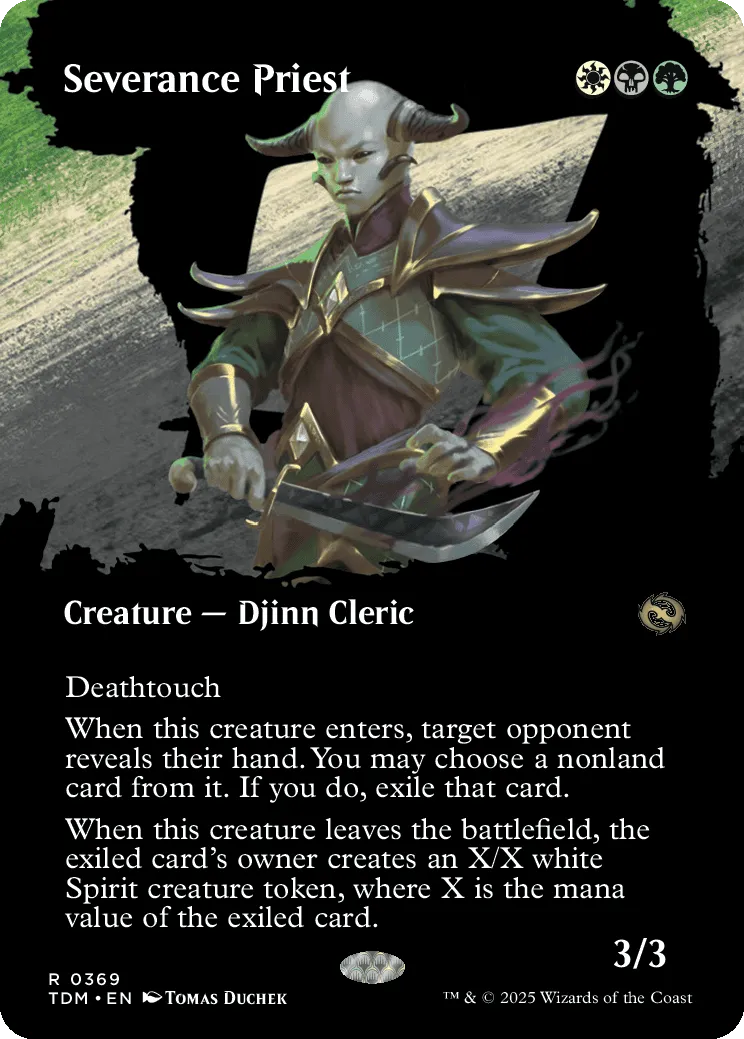 Severance Priest
Creature — Djinn Cleric
Deathtouch
When this creature enters, target opponent
reveals their hand. You may choose a nonland
card from it. If you do, exile that card.
When this creature leaves the battlefield, the
exiled card's owner creates an X/X white
Spirit creature token, where X is the mana
value of the exiled card.
3/3
R 0369
TDM • EN Tomas Duchek
™ & © 2025 Wizards of the Coast